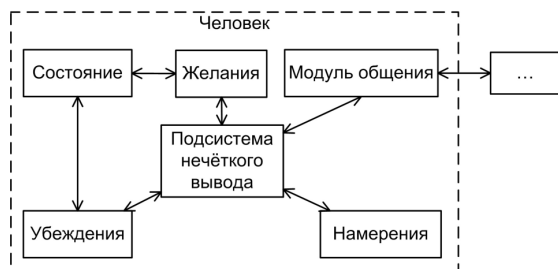 Человек
Состояние
Желания
Модуль общения
...
Подсистема
нечёткого
вывода
Убеждения
Намерения